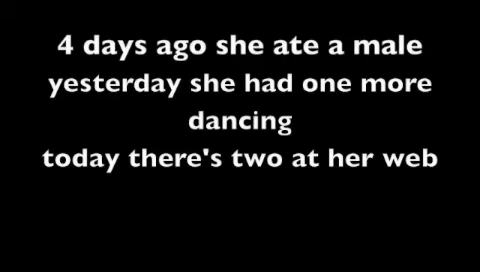 4 days ago she ate a male
yesterday she had one more
dancing
today there's two at her web